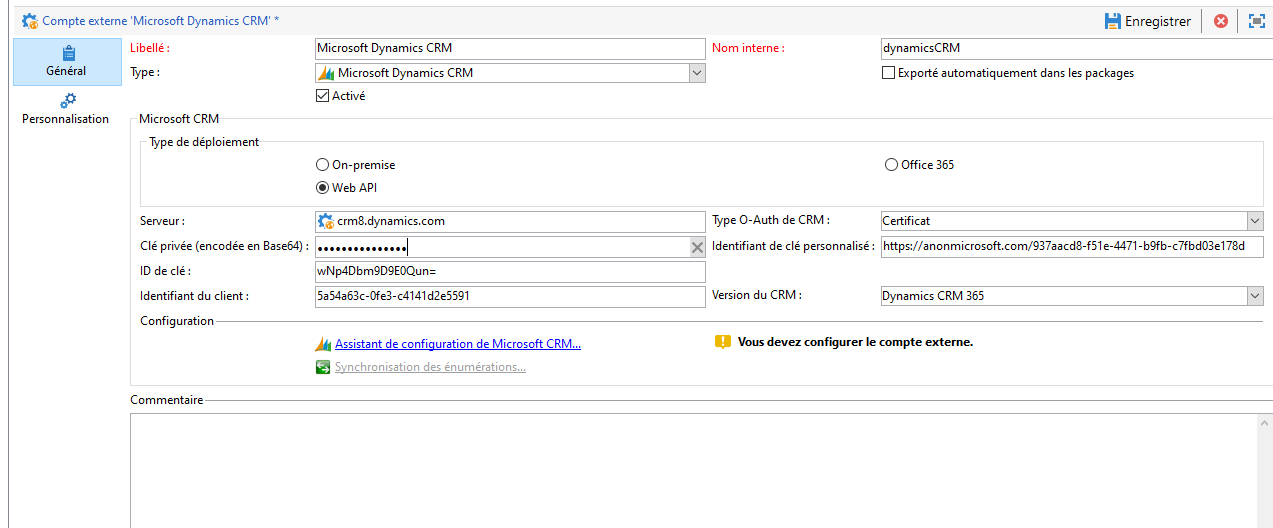 Compte externe 'Microsoft Dynamics CRM' *
Enregistrer
Général
Personnalisation
Libellé : Microsoft Dynamics CRM Nom interne : dynamicsCRM
Type : Microsoft Dynamics CRM Exporté automatiquement dans les packages
Activé
Microsoft CRM
Type de déploiement
On-premise Office 365
Web API
Serveur : crm8.dynamics.com Type O-Auth de CRM : Certificat
Clé privée (encodée en Base64) : ●●●●●●●●●●●●●●● Identifiant de clé personnalisé : https://anonmicrosoft.com/937aacd8-f51e-4471-b9fb-c7fbd03e178d
ID de clé : wNp4Dbm9D9E0Qun=
Identifiant du client : 5a54a63c-0fe3-c4141d2e5591 Version du CRM : Dynamics CRM 365
Configuration
Assistant de configuration de Microsoft CRM... Vous devez configurer le compte externe.
Synchronisation des énumérations...
Commentaire